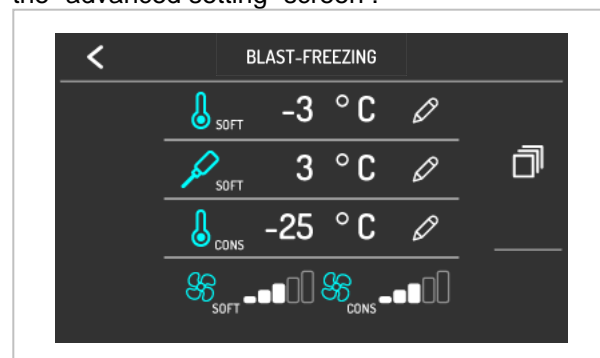 the "advanced setting" screen :
BLAST-FREEZING
SOFT -3 °C
SOFT 3 °C
CONS -25 °C
SOFT CONS